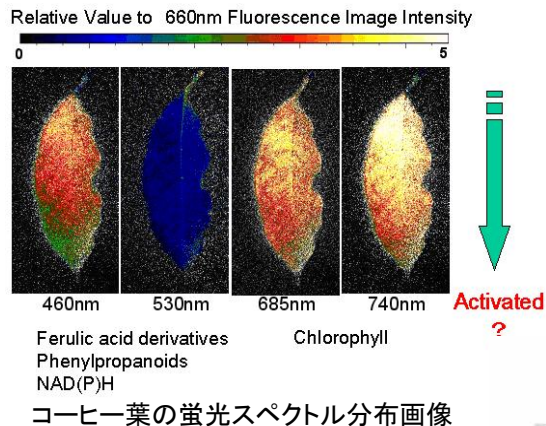 Relative Value to 660nm Fluorescence Image Intensity
0 5
460nm 530nm 685nm 740nm
Activated
?
Ferulic acid derivatives Chlorophyll
Phenylpropanoids
NAD(P)H
コーヒー葉の蛍光スペクトル分布画像